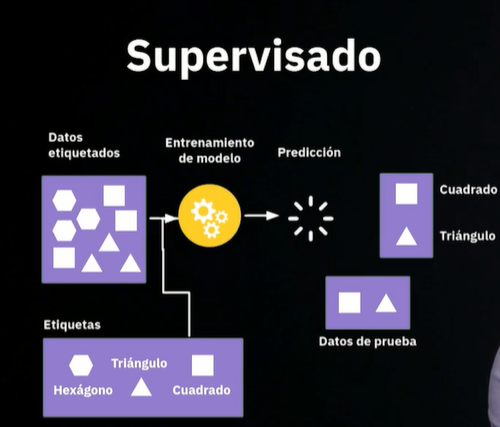 Supervisado
Datos
etiquetados
Entrenamiento
de modelo
Predicción
Cuadrado
Triángulo
Datos de prueba
Etiquetas
Triángulo
Hexágono
Cuadrado